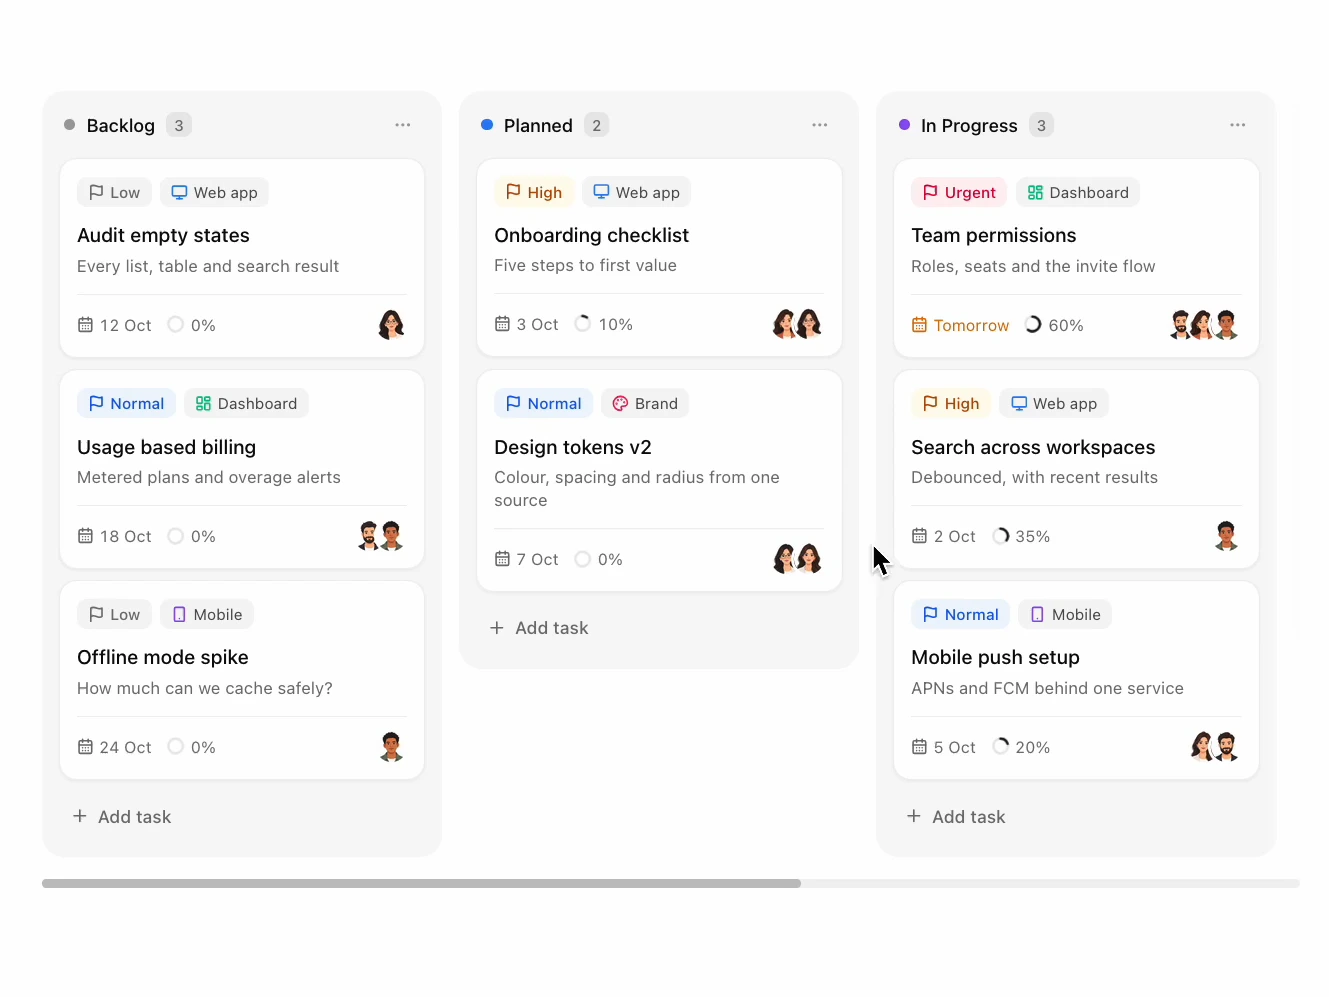 Backlog 3
Low Web app
Audit empty states
Every list, table and search result
12 Oct 0%
Normal Dashboard
Usage based billing
Metered plans and overage alerts
18 Oct 0%
Low Mobile
Offline mode spike
How much can we cache safely?
24 Oct 0%
+ Add task
Planned 2
High Web app
Onboarding checklist
Five steps to first value
3 Oct 10%
Normal Brand
Design tokens v2
Colour, spacing and radius from one
source
7 Oct 0%
+ Add task
In Progress 3
Urgent Dashboard
Team permissions
Roles, seats and the invite flow
Tomorrow 60%
High Web app
Search across workspaces
Debounced, with recent results
2 Oct 35%
Normal Mobile
Mobile push setup
APNs and FCM behind one service
5 Oct 20%
+ Add task